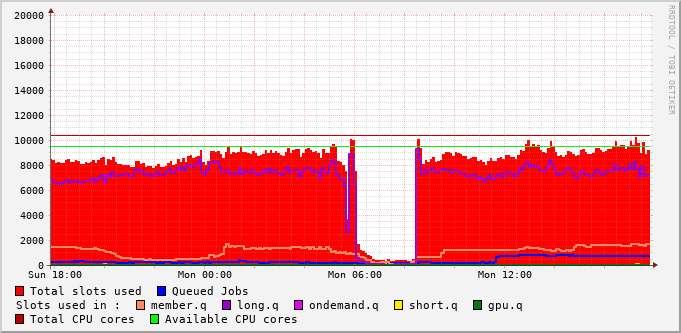 RRDTOOL / TOBI OETIKER
20000
18000
16000
14000
12000
10000
8000
6000
4000
2000
0
Sun 18:00 Mon 00:00 Mon 06:00 Mon 12:00
Total slots used Queued Jobs
Slots used in : member.q long.q ondemand.q short.q gpu.q
Total CPU cores Available CPU cores